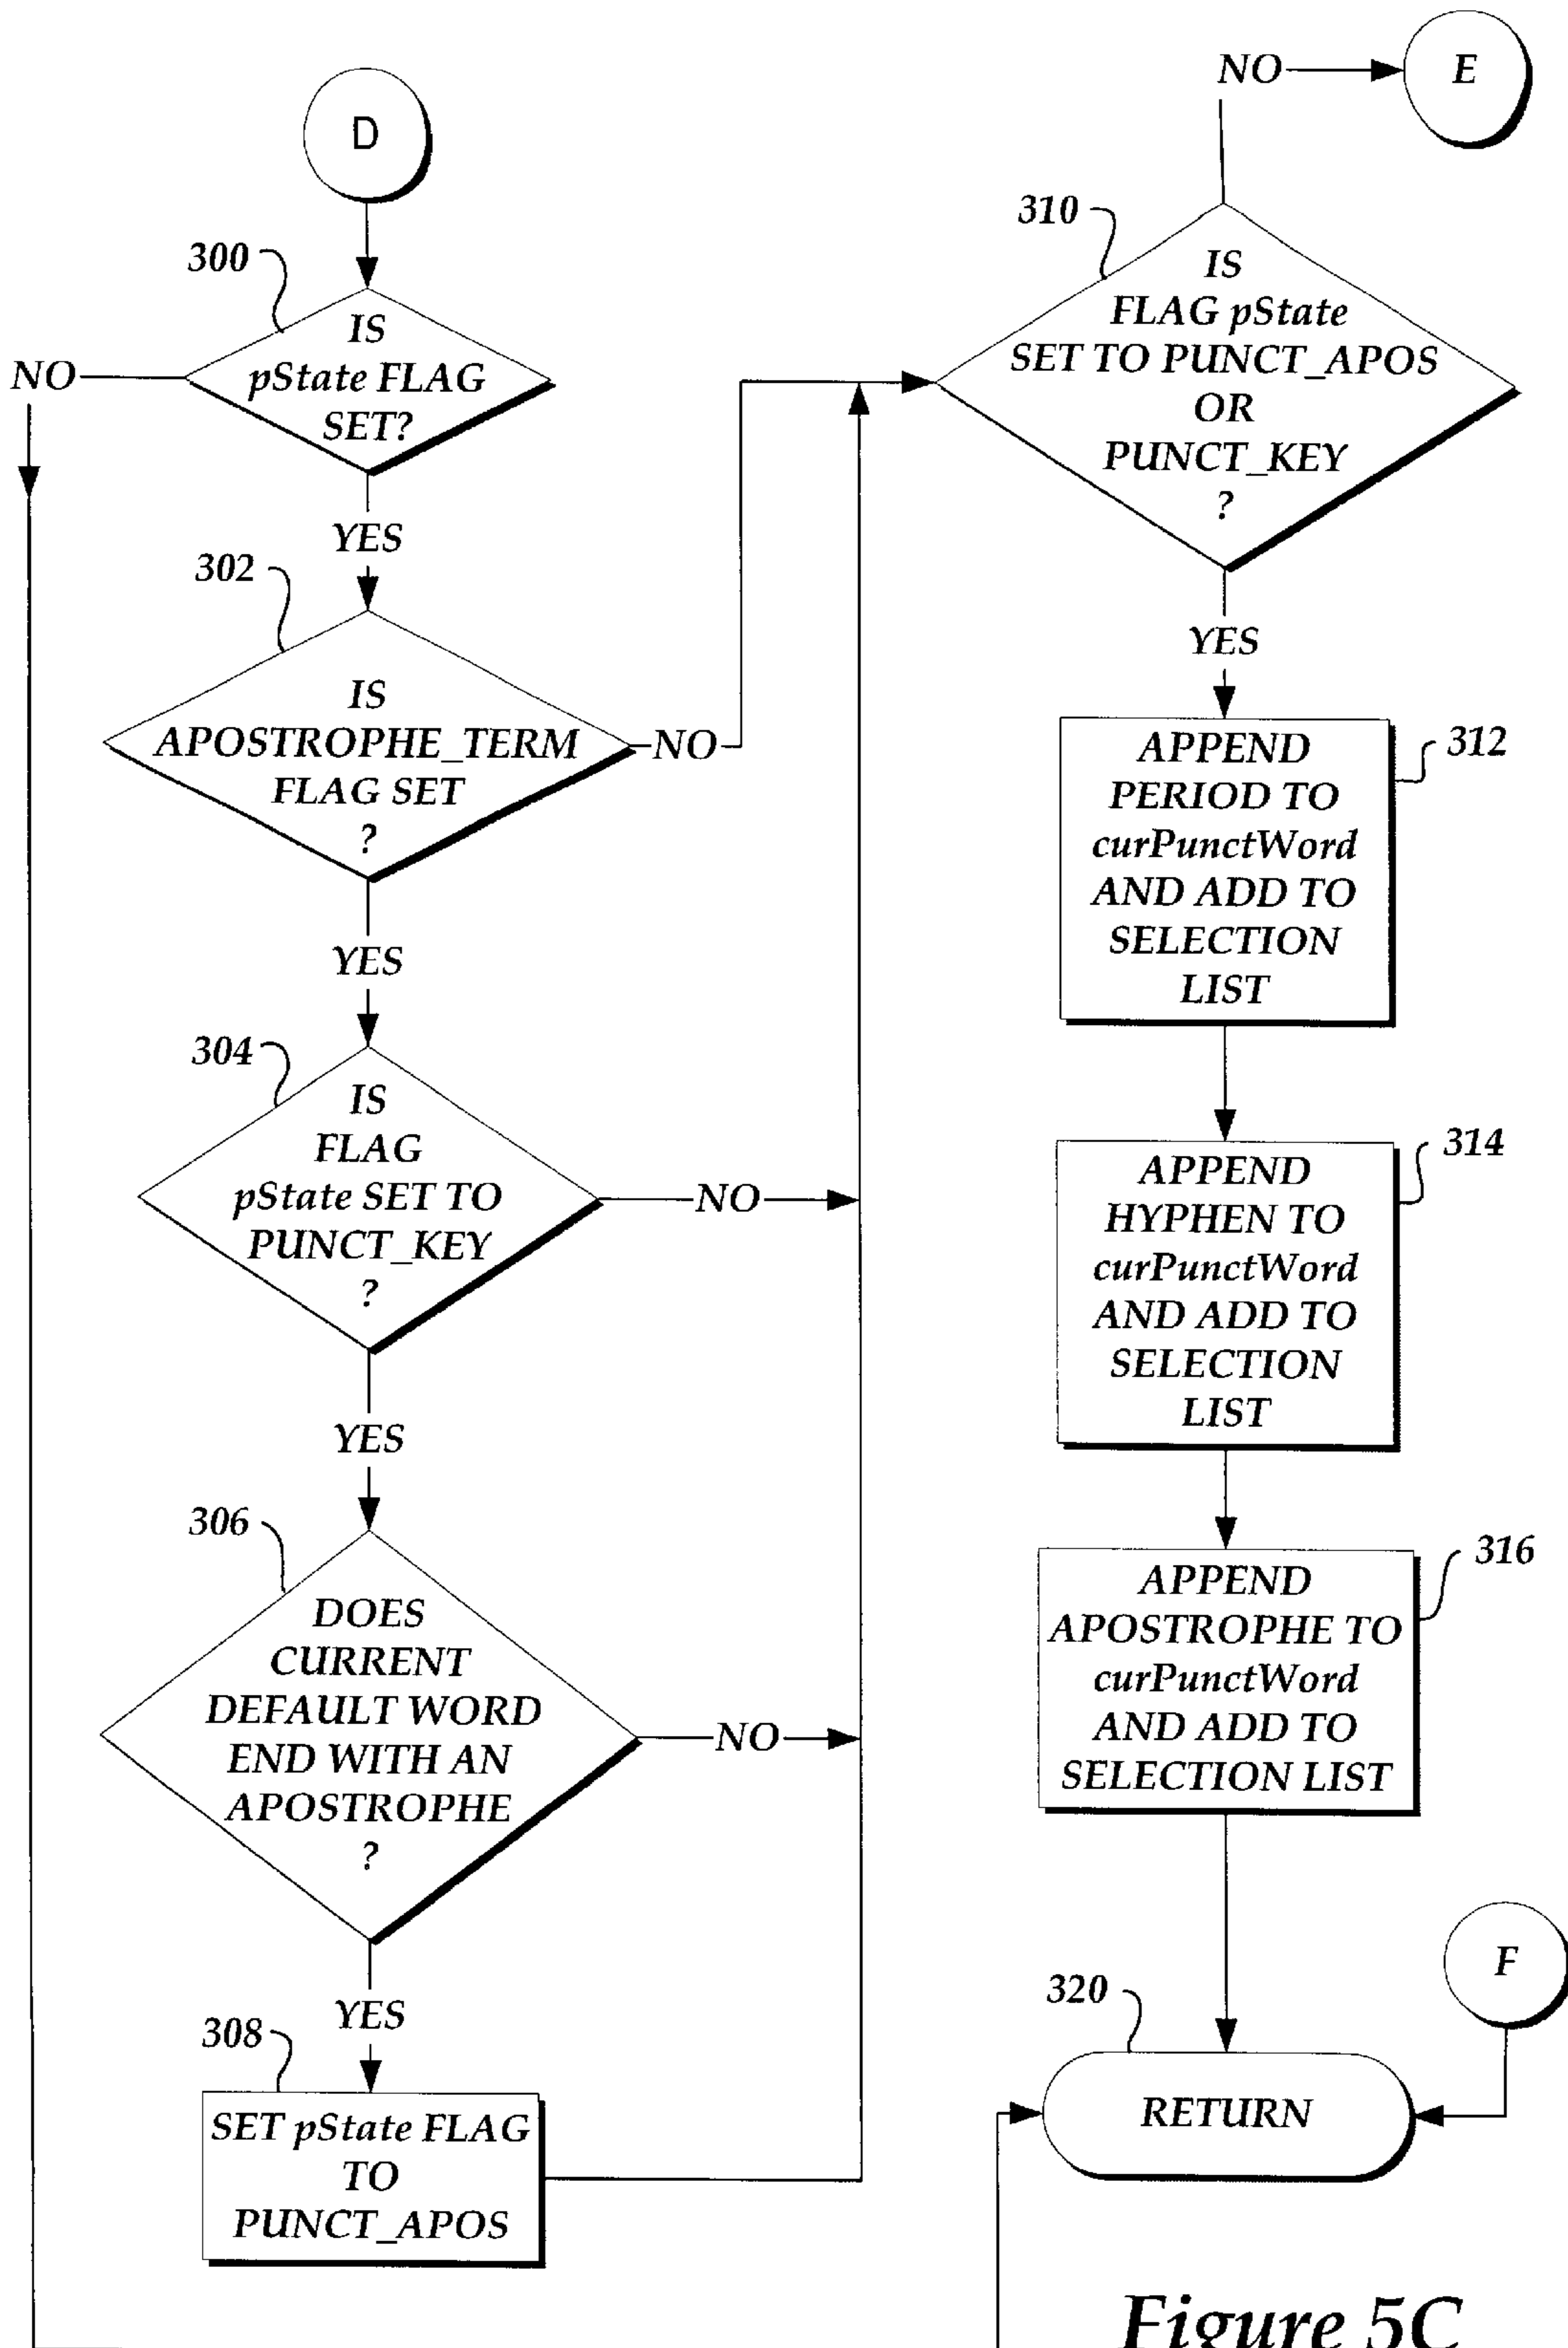 D
300
IS
pState FLAG
SET?
NO
YES
302
IS
APOSTROPHE_TERM
FLAG SET
?
NO
YES
304
IS
FLAG
pState SET TO
PUNCT_KEY
?
NO
YES
306
DOES
CURRENT
DEFAULT WORD
END WITH AN
APOSTROPHE
?
NO
YES
308
SET pState FLAG
TO
PUNCT_APOS
NO
E
310
IS
FLAG pState
SET TO PUNCT_APOS
OR
PUNCT_KEY
?
YES
312
APPEND
PERIOD TO
curPunctWord
AND ADD TO
SELECTION
LIST
314
APPEND
HYPHEN TO
curPunctWord
AND ADD TO
SELECTION
LIST
316
APPEND
APOSTROPHE TO
curPunctWord
AND ADD TO
SELECTION LIST
F
320
RETURN
Figure 5C